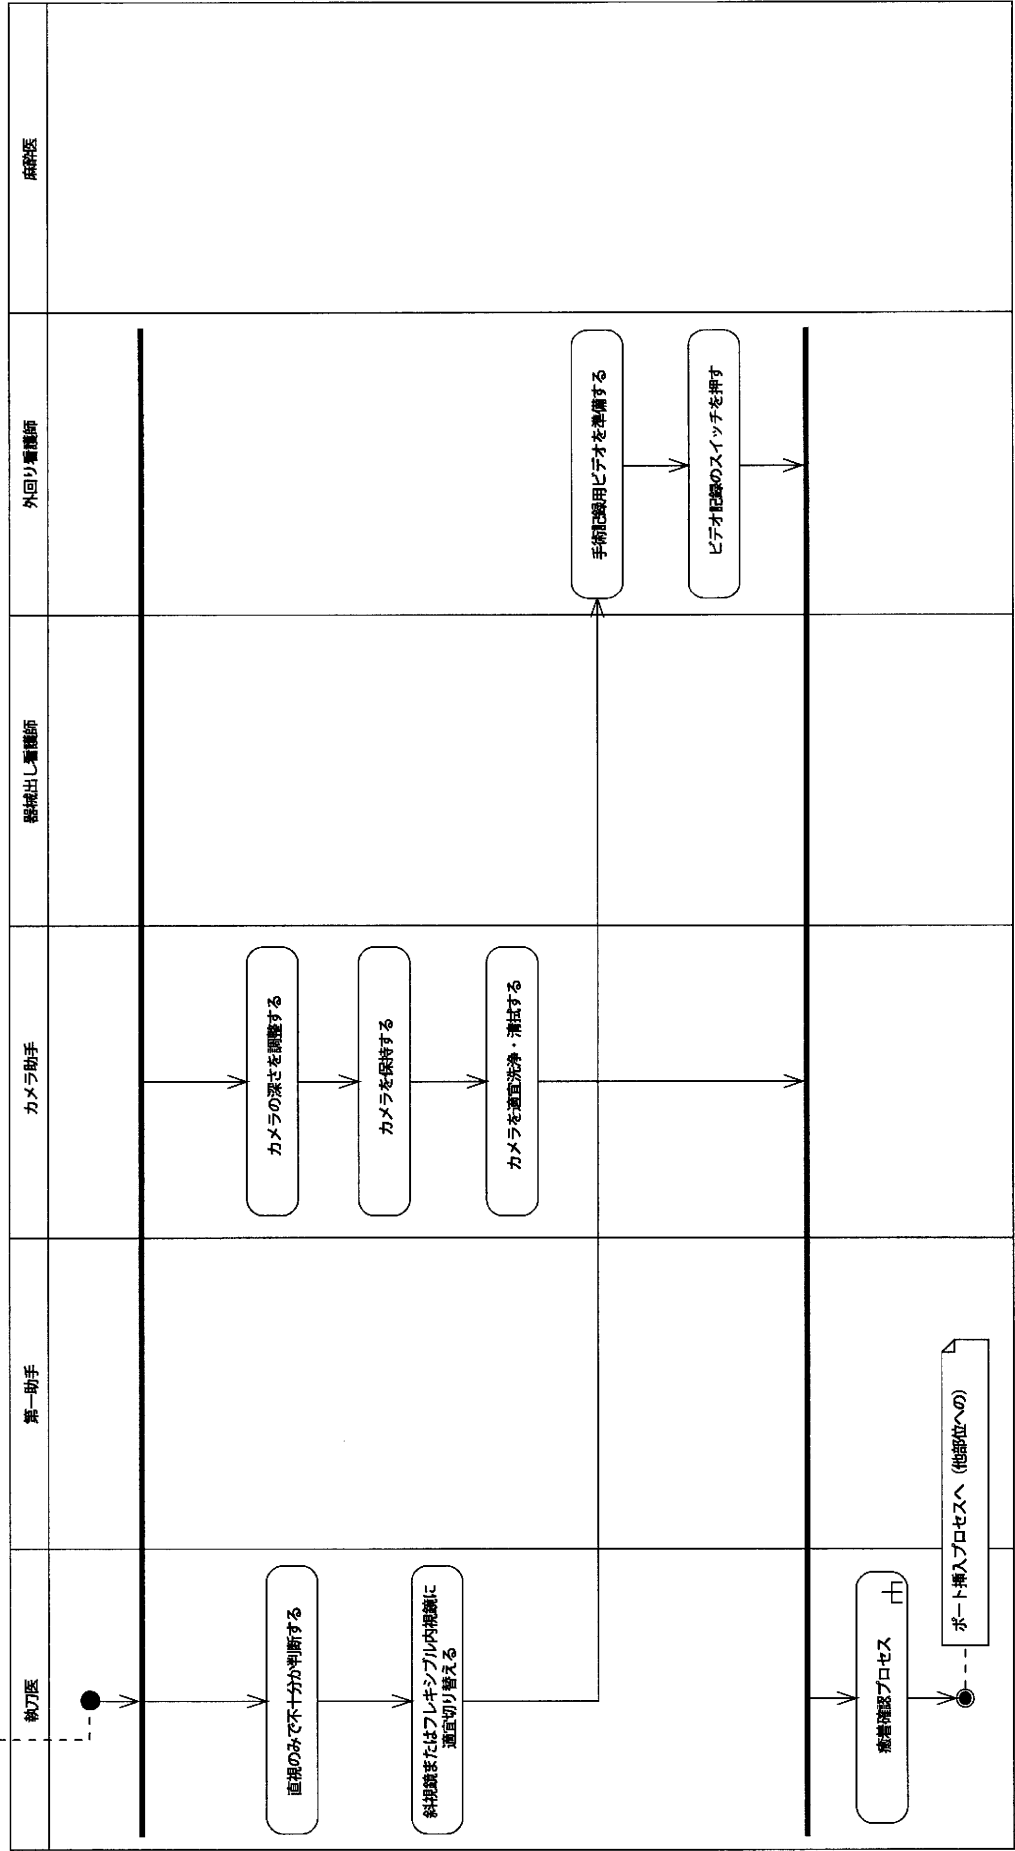 執刀医
第一助手
カメラ助手
器械出し看護師
外回り看護師
麻酔医
直視のみで不十分か判断する
斜視鏡またはフレキシブル内視鏡に
適宜切り替える
カメラの深さを調整する
カメラを保持する
カメラを適宜洗浄・清拭する
手術記録用ビデオを準備する
ビデオ記録のスイッチを押す
癒着確認プロセス
ポート挿入プロセスへ（他部位への）